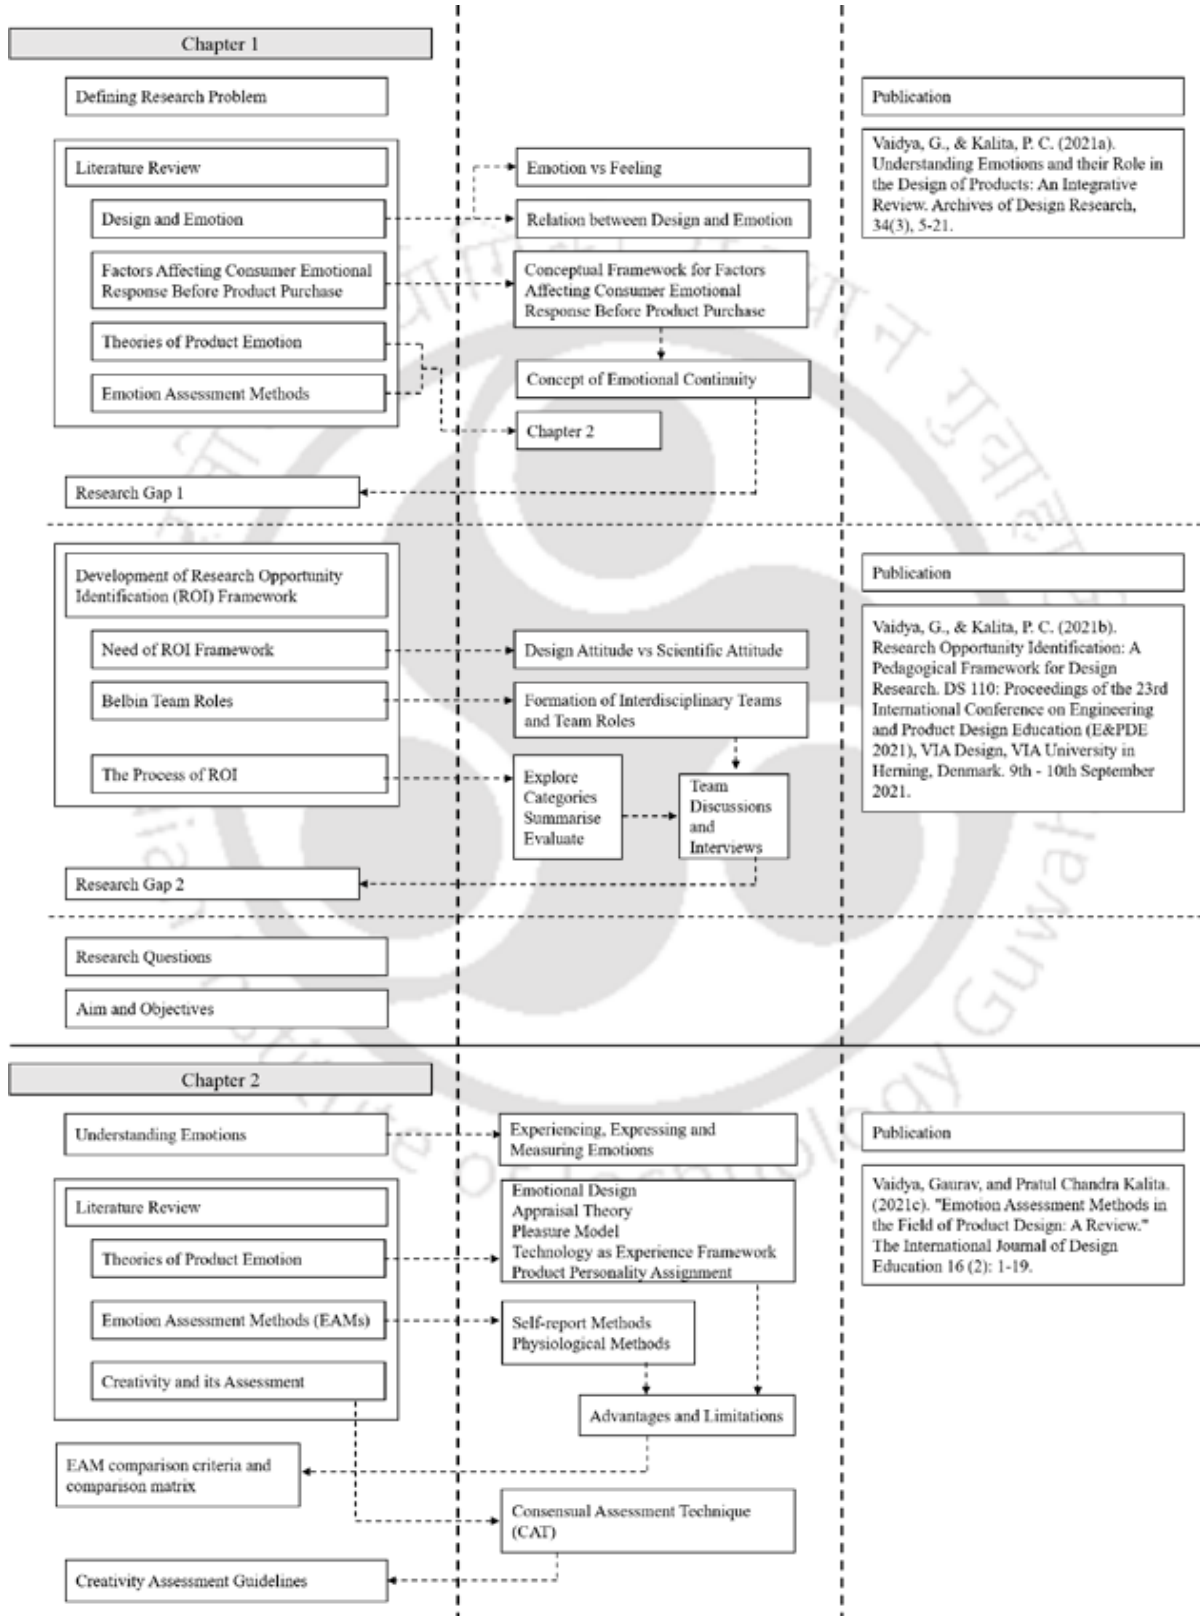 Chapter 1
Defining Research Problem
Publication
Literature Review
Emotion vs Feeling
Vaidya, G., & Kalita, P. C. (2021a).
Understanding Emotions and their Role in
the Design of Products: An Integrative
Review. Archives of Design Research,
34(3), 5-21.
Design and Emotion
Relation between Design and Emotion
Factors Affecting Consumer Emotional
Response Before Product Purchase
Conceptual Framework for Factors
Affecting Consumer Emotional
Response Before Product Purchase
Theories of Product Emotion
Emotion Assessment Methods
Concept of Emotional Continuity
Chapter 2
Research Gap 1
Development of Research Opportunity
Identification (ROI) Framework
Publication
Need of ROI Framework
Design Attitude vs Scientific Attitude
Vaidya, G., & Kalita, P. C. (2021b).
Research Opportunity Identification: A
Pedagogical Framework for Design
Research. DS 110: Proceedings of the 23rd
International Conference on Engineering
and Product Design Education (E&PDE
2021), VIA Design, VIA University in
Herning, Denmark. 9th - 10th September
2021.
Belbin Team Roles
Formation of Interdisciplinary Teams
and Team Roles
The Process of ROI
Explore
Categories
Summarise
Evaluate
Team
Discussions
and
Interviews
Research Gap 2
Research Questions
Aim and Objectives
Chapter 2
Understanding Emotions
Experiencing, Expressing and
Measuring Emotions
Publication
Literature Review
Emotional Design
Appraisal Theory
Pleasure Model
Technology as Experience Framework
Product Personality Assignment
Vaidya, Gaurav, and Pratul Chandra Kalita.
(2021c). "Emotion Assessment Methods in
the Field of Product Design: A Review."
The International Journal of Design
Education 16 (2): 1-19.
Theories of Product Emotion
Emotion Assessment Methods (EAMs)
Self-report Methods
Physiological Methods
Creativity and its Assessment
Advantages and Limitations
EAM comparison criteria and
comparison matrix
Consensual Assessment Technique
(CAT)
Creativity Assessment Guidelines